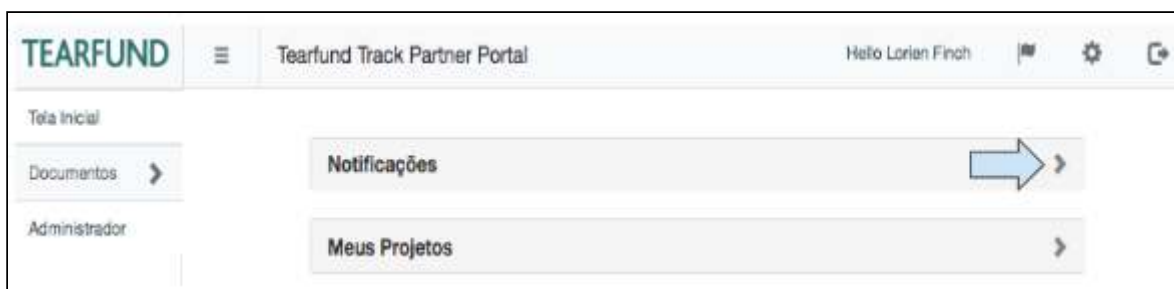 TEARFUND
Tearfund Track Partner Portal
Hello Lorien Finch
Tela Inicial
Notificações
Documentos
Administrador
Meus Projetos